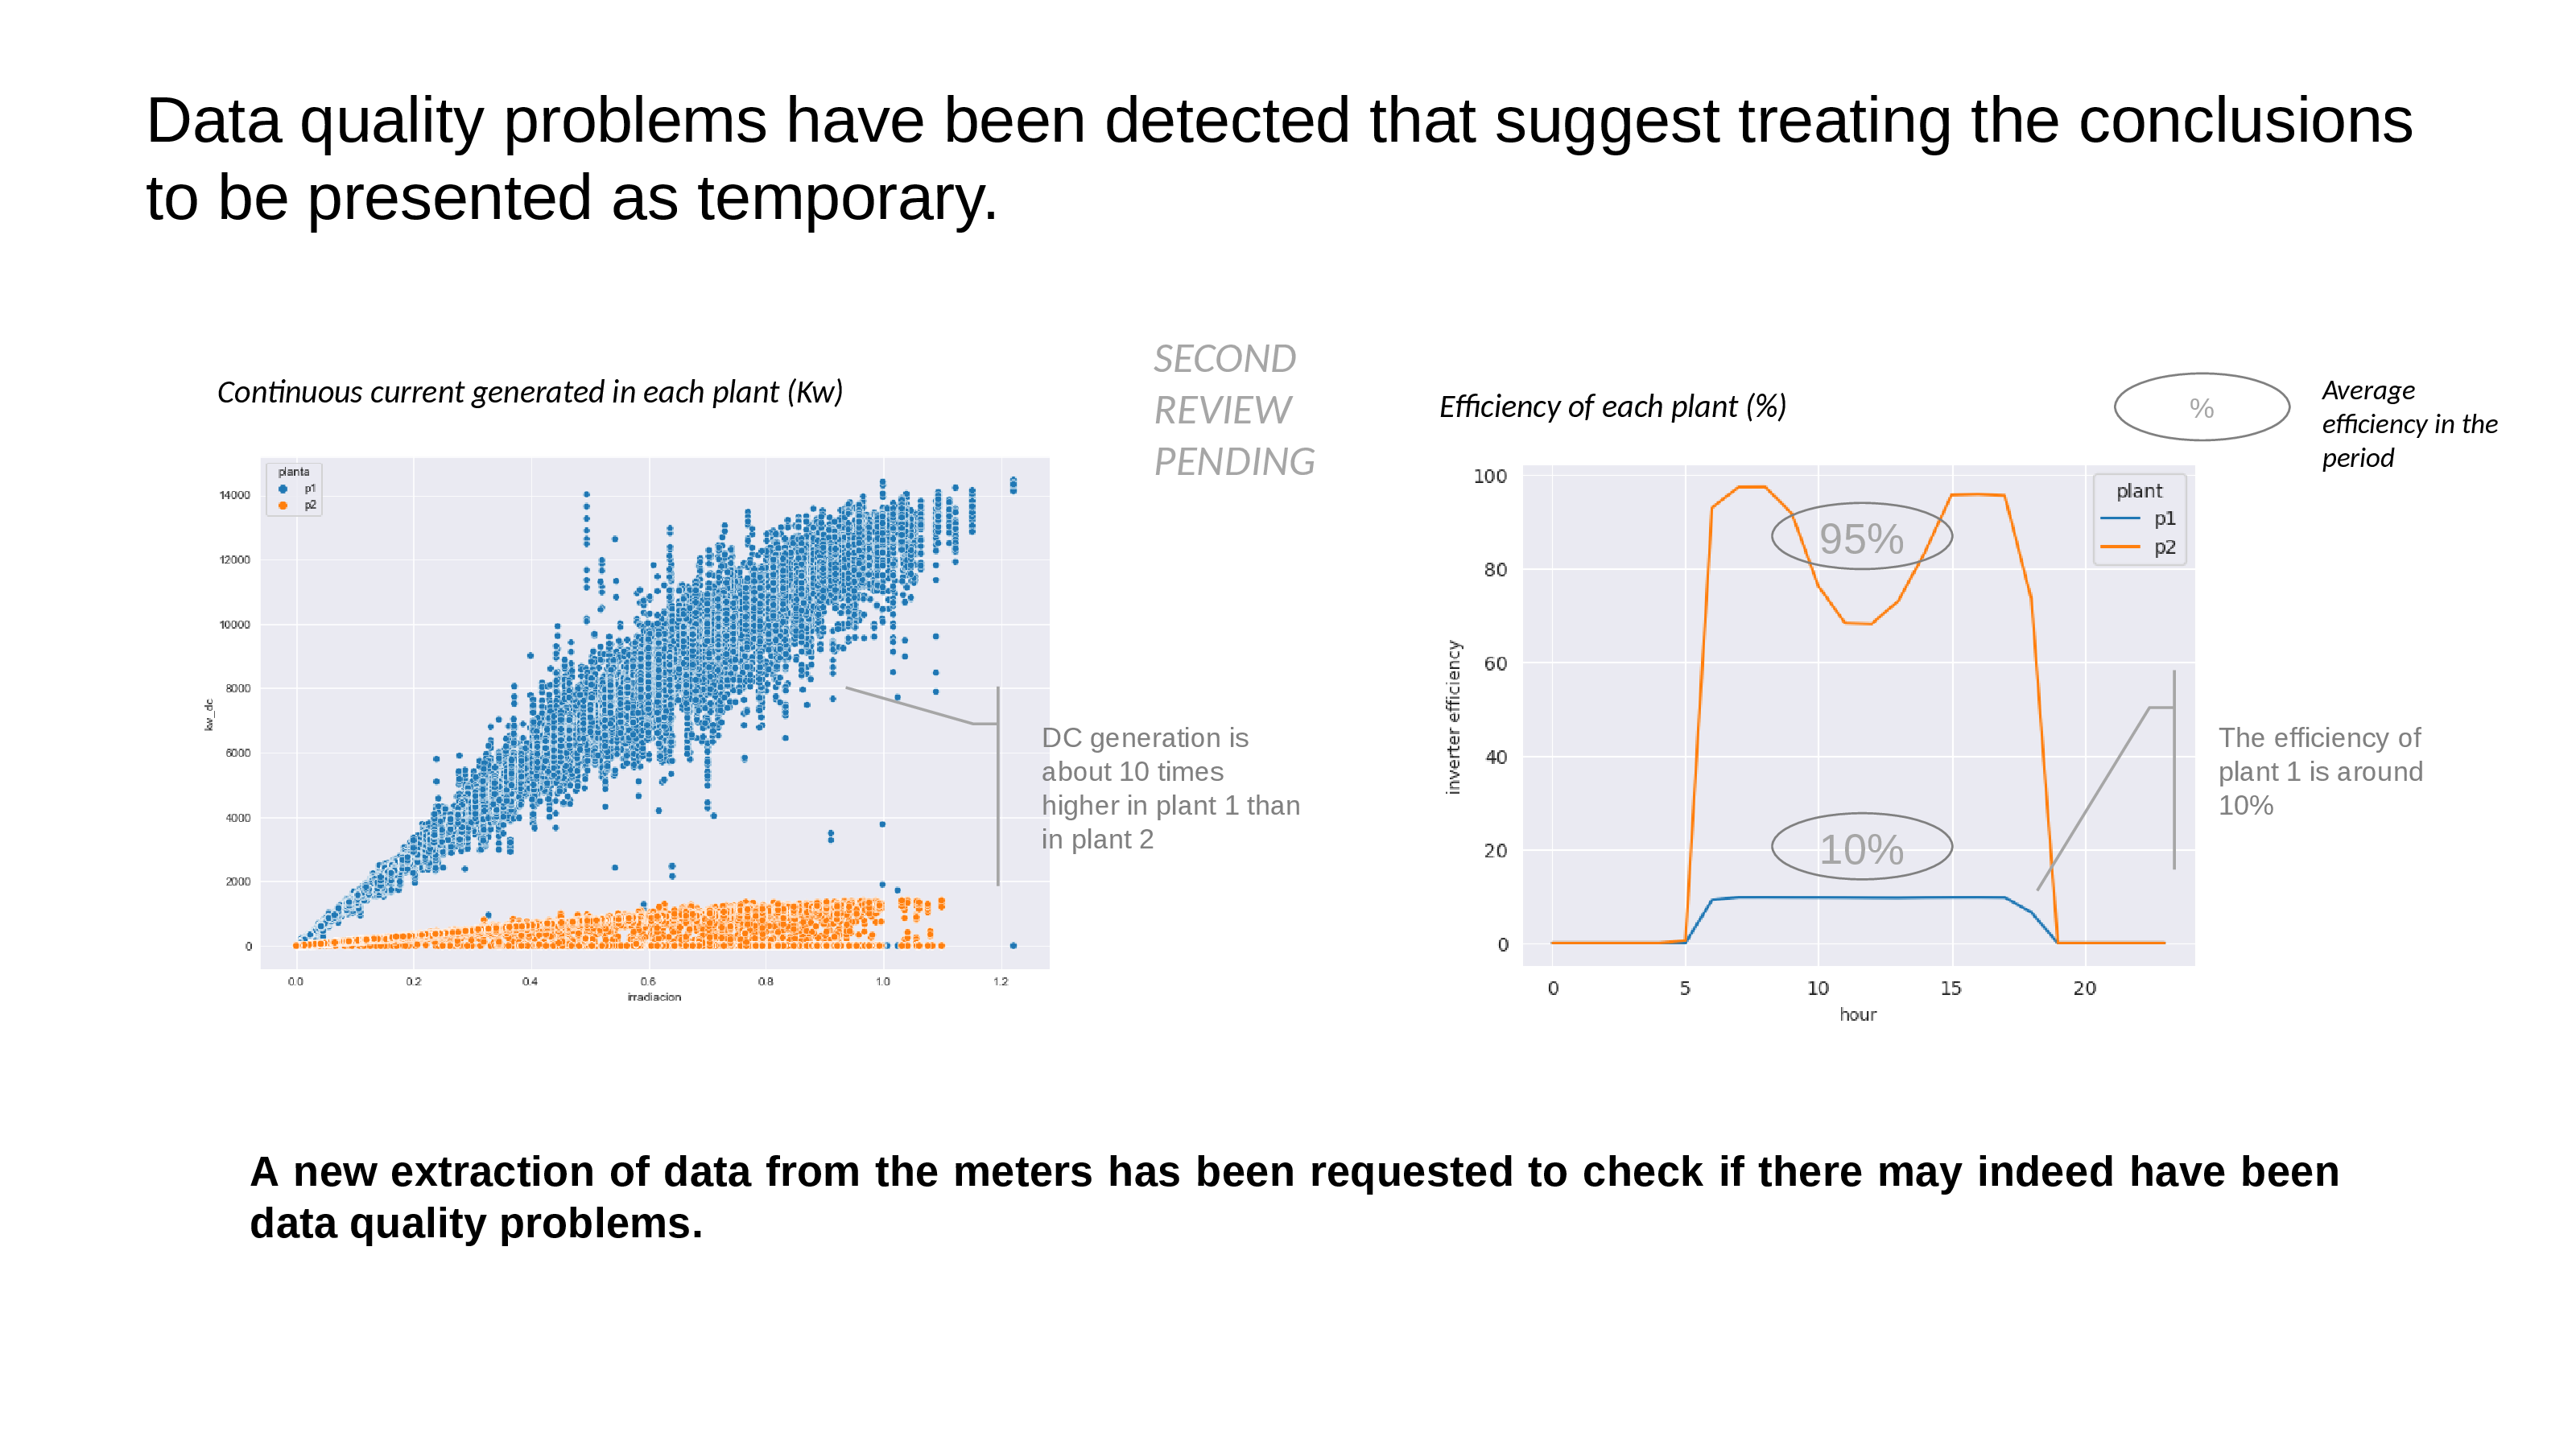 Data quality problems have been detected that suggest treating the conclusions
to be presented as temporary.
SECOND
REVIEW
PENDING
Continuous current generated in each plant (Kw)
planta
p1
p2
14000
12000
10000
8000
6000
4000
2000
0
kw_dc
0.0 0.2 0.4 0.6 0.8 1.0 1.2
irradiacion
DC generation is
about 10 times
higher in plant 1 than
in plant 2
Efficiency of each plant (%)
%
Average
efficiency in the
period
plant
p1
p2
100
80
60
40
20
0
inverter efficiency
95%
10%
0 5 10 15 20
hour
The efficiency of
plant 1 is around
10%
A new extraction of data from the meters has been requested to check if there may indeed have been
data quality problems.